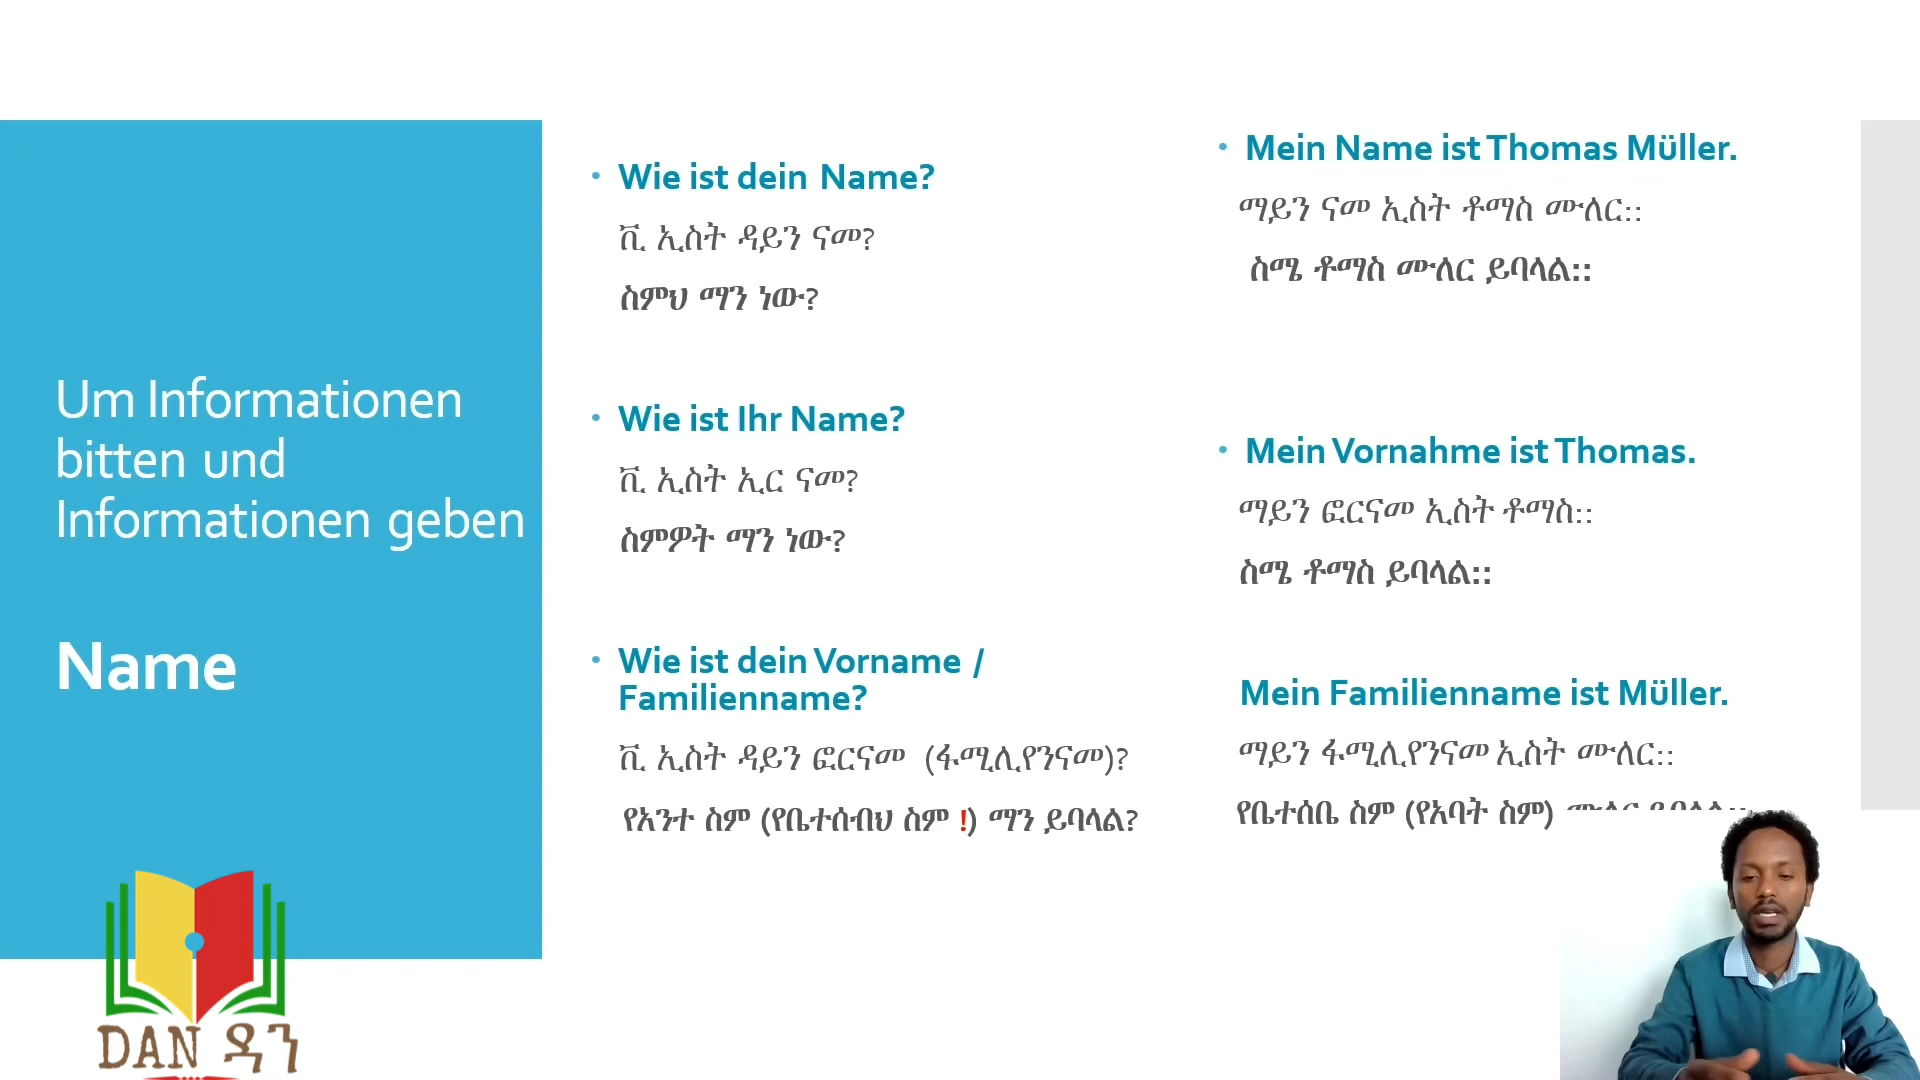 Um Informationen
bitten und
Informationen geben
Name
Wie ist dein Name?
ቪ ኢስት ዳይን ናመ?
ስምህ ማን ነው?
Wie ist Ihr Name?
ቪ ኢስት ኢር ናመ?
ስምዎት ማን ነው?
Wie ist dein Vorname /
Familienname?
ቪ ኢስት ዳይን ፎርናመ (ፋሚሊየንናመ)?
የአንተ ስም (የቤተሰብህ ስም !) ማን ይባላል?
Mein Name ist Thomas Müller.
ማይን ናመ ኢስት ቶማስ ሙለር::
ስሜ ቶማስ ሙለር ይባላል::
Mein Vornahme ist Thomas.
ማይን ፎርናመ ኢስት ቶማስ::
ስሜ ቶማስ ይባላል::
Mein Familienname ist Müller.
ማይን ፋሚሊየንናመ ኢስት ሙለር::
የቤተሰቤ ስም (የአባት ስም)
DAN ዳን